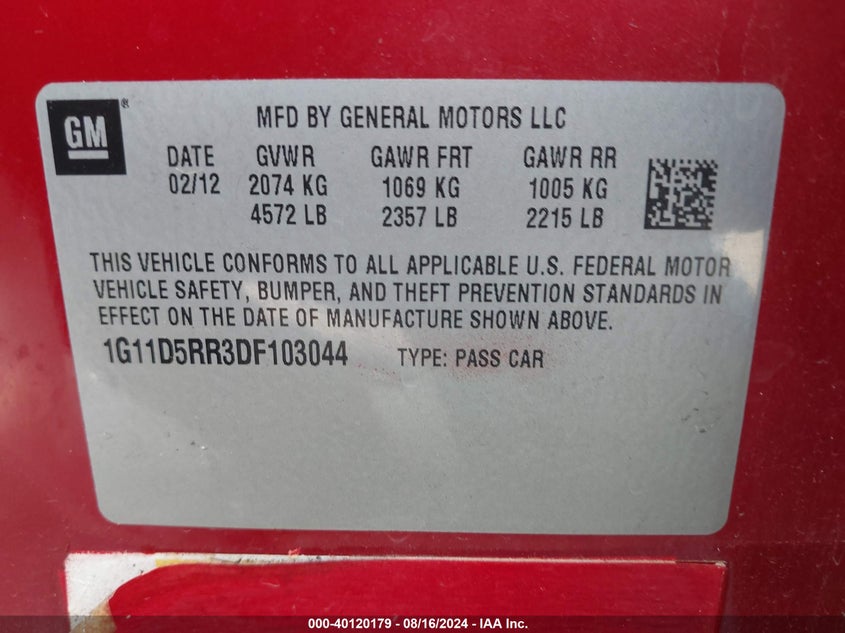 GM ®
MFD BY GENERAL MOTORS LLC
DATE GVWR GAWR FRT GAWR RR
02/12 2074 KG 1069 KG 1005 KG
4572 LB 2357 LB 2215 LB
THIS VEHICLE CONFORMS TO ALL APPLICABLE U.S. FEDERAL MOTOR
VEHICLE SAFETY, BUMPER, AND THEFT PREVENTION STANDARDS IN
EFFECT ON THE DATE OF MANUFACTURE SHOWN ABOVE.
1G11D5RR3DF103044 TYPE: PASS CAR
000-40120179 - 08/16/2024 - IAA Inc.